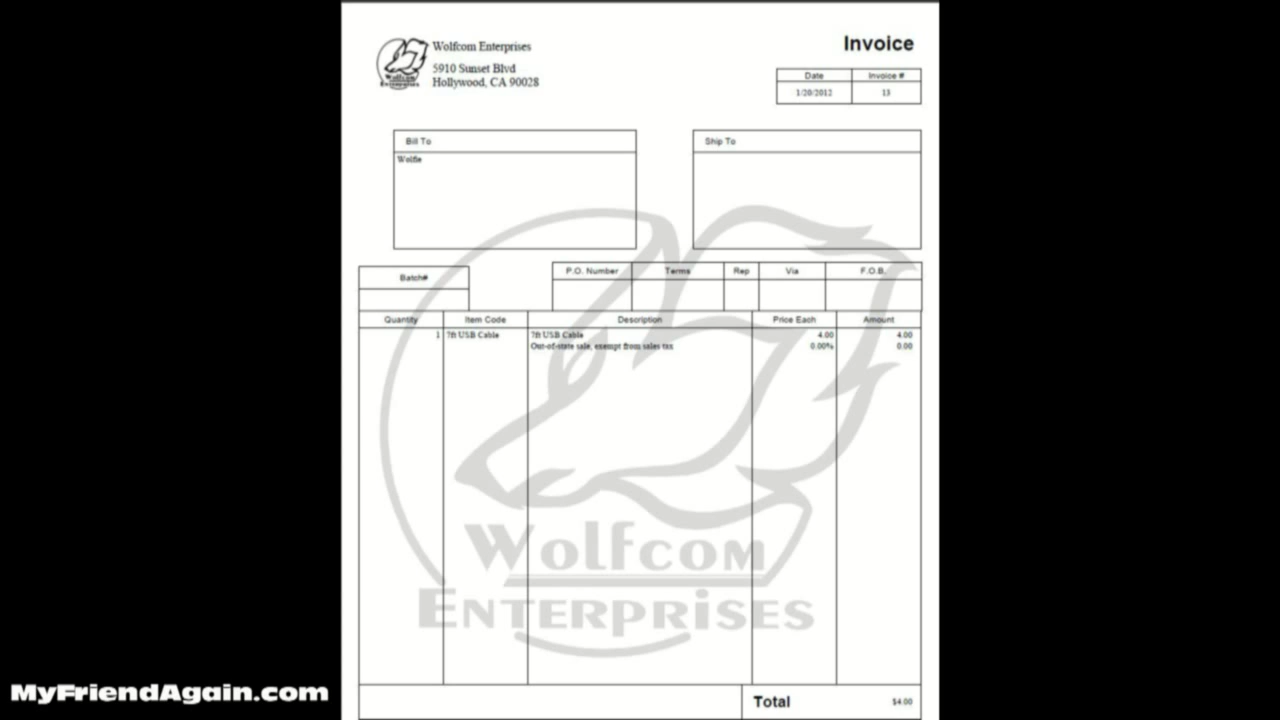 Wolfcom Enterprises
5910 Sunset Blvd
Hollywood, CA 90028
Wolfcom
Enterprises
Invoice
Date Invoice #
1/20/2012 13
Bill To
Wolfie
Ship To
Batch#
P.O. Number Terms Rep Via F.O.B.
Quantity Item Code Description Price Each Amount
1 7ft USB Cable 7ft USB Cable 4.00 4.00
Out-of-state sale, exempt from sales tax 0.00% 0.00
Wolfcom
Enterprises
Total $4.00
MyFriendAgain.com